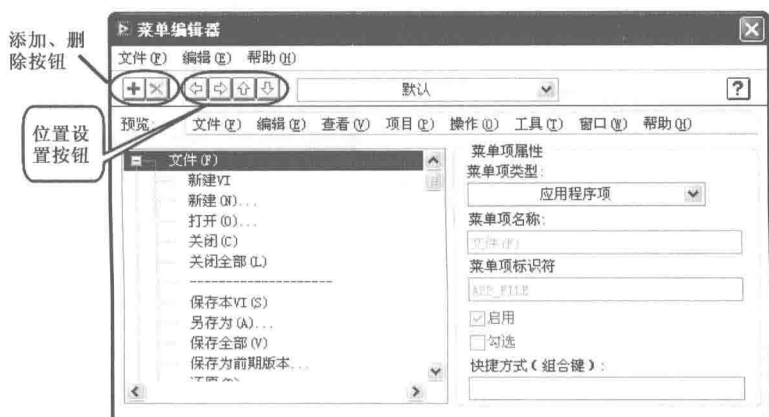 菜单编辑器
添加、删
除按钮
文件(F) 编辑(E) 帮助(H)
默认
?
位置设
置按钮
预览: 文件(F) 编辑(E) 查看(V) 项目(P) 操作(O) 工具(T) 窗口(W) 帮助(H)
文件(F)
新建VI
新建(N)...
打开(O)...
关闭(C)
关闭全部(L)
保存本VI(S)
另存为(A)...
保存全部(V)
保存为前期版本...
菜单项属性
菜单项类型:
应用程序项
菜单项名称:
文件(F)
菜单项标识符
APP_FILE
启用
勾选
快捷方式(组合键):